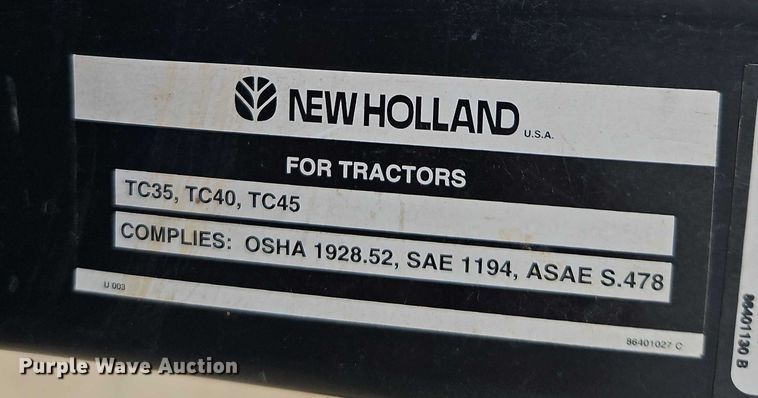 NEW HOLLAND U.S.A.
FOR TRACTORS
TC35, TC40, TC45
COMPLIES: OSHA 1928.52, SAE 1194, ASAE S.478
U 003
86401027 C
86401130 B
Purple Wave Auction